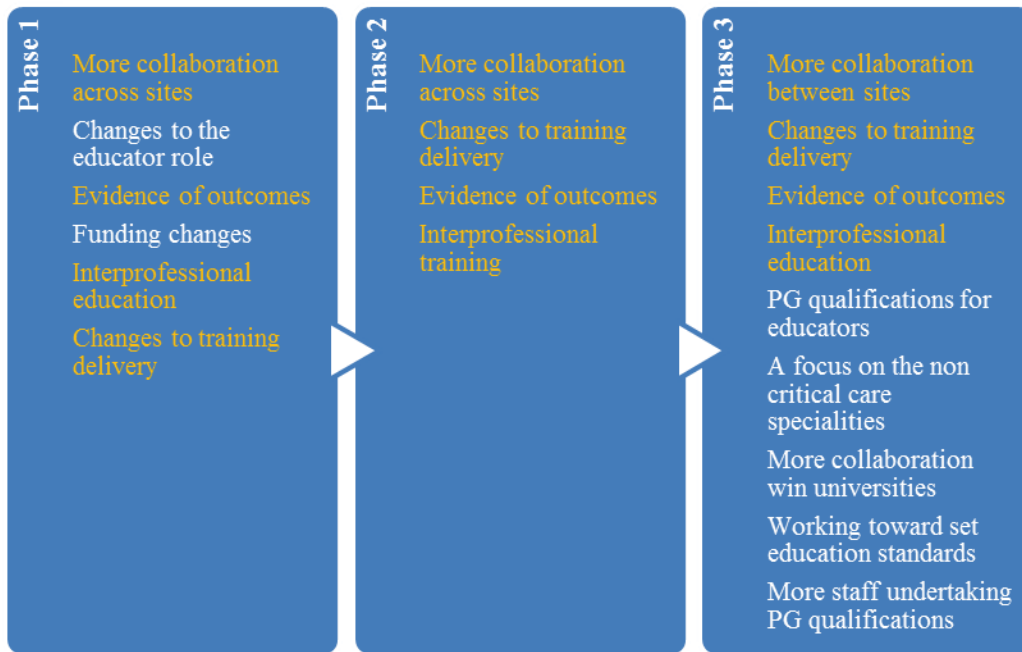 Phase 1
More collaboration
across sites
Changes to the
educator role
Evidence of outcomes
Funding changes
Interprofessional
education
Changes to training
delivery
Phase 2
More collaboration
across sites
Changes to training
delivery
Evidence of outcomes
Interprofessional
training
Phase 3
More collaboration
between sites
Changes to training
delivery
Evidence of outcomes
Interprofessional
education
PG qualifications for
educators
A focus on the non
critical care
specialities
More collaboration
win universities
Working toward set
education standards
More staff undertaking
PG qualifications